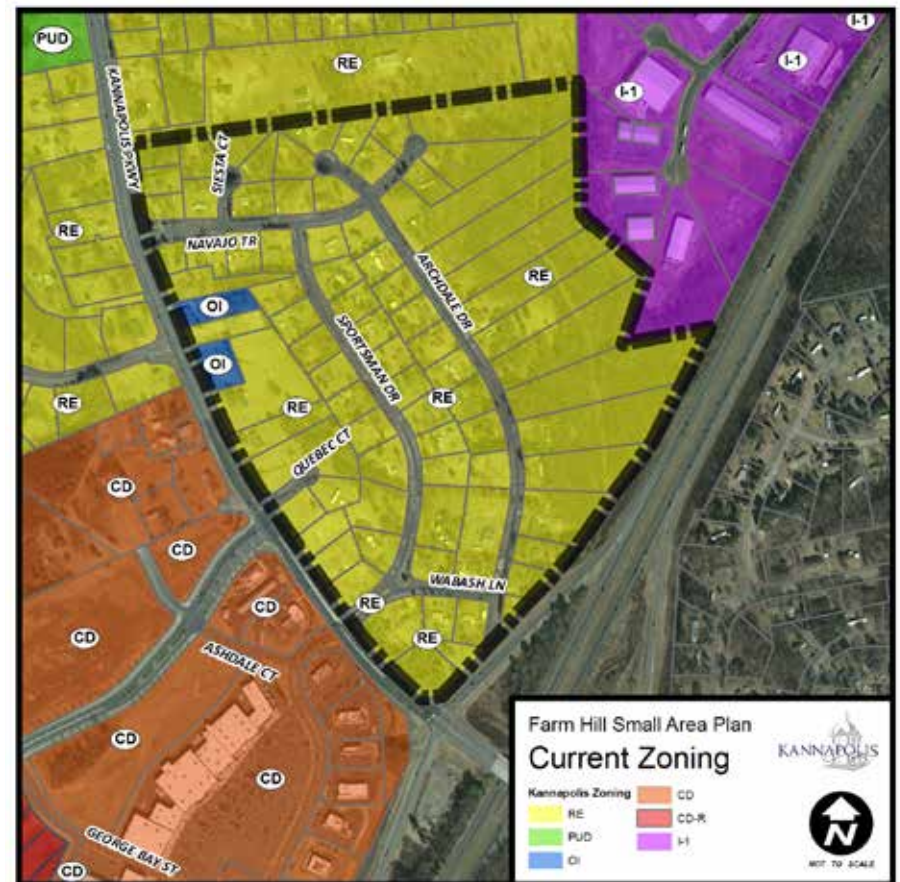 PUD
I-1
RE
I-1
I-1
KANNAPOLIS PKWY
SIESTA CT
RE
NAVAJO TR
ARCHDALE DR
RE
OI
SPORTSMAN DR
OI
RE
RE
RE
QUEBEC CT
CD
CD
WABASH LN
RE
CD
CD
RE
ASHDALE CT
CD
CD
GEORGE BAY ST
CD
Farm Hill Small Area Plan
Current Zoning
KANNAPOLIS
Kannapolis Zoning
RE
PUD
OI
CD
CD-R
I-1
N
NOT TO SCALE